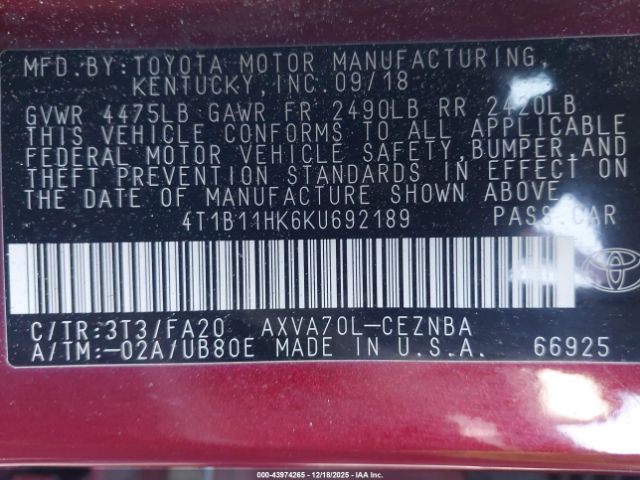 MFD.BY:TOYOTA MOTOR MANUFACTURING,
KENTUCKY,INC.09/18
GVWR 4475LB GAWR FR 2490LB RR 2420LB
THIS VEHICLE CONFORMS TO ALL APPLICABLE
FEDERAL MOTOR VEHICLE SAFETY,BUMPER,AND
THEFT PREVENTION STANDARDS IN EFFECT ON
THE DATE OF MANUFACTURE SHOWN ABOVE.
4T1B11HK6KU692189 PASS.CAR
C/TR:3T3/FA20 AXVA70L-CEZNBA
A/TM:-02A/UB80E MADE IN U.S.A. 66925
000-43974265 - 12/18/2025 - IAA Corp.